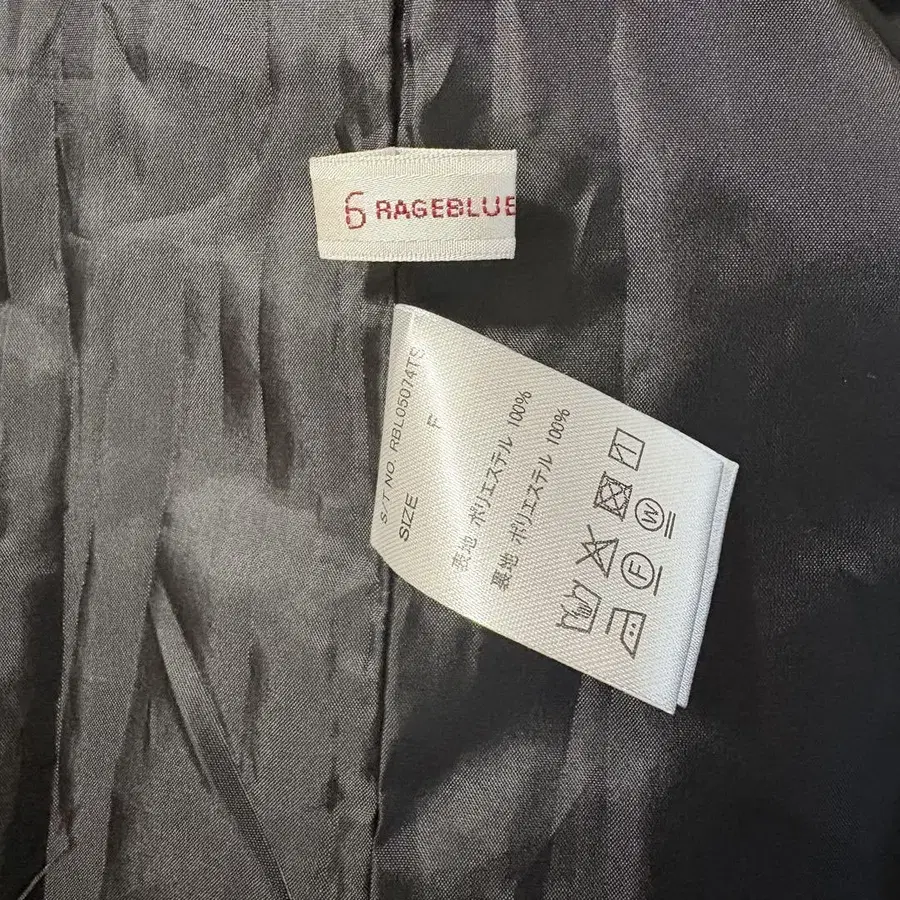 6 RAGEBLUE
S/T NO. RBL05074TS
SIZE F
表地 ポリエステル 100%
裏地 ポリエステル 100%
W
F